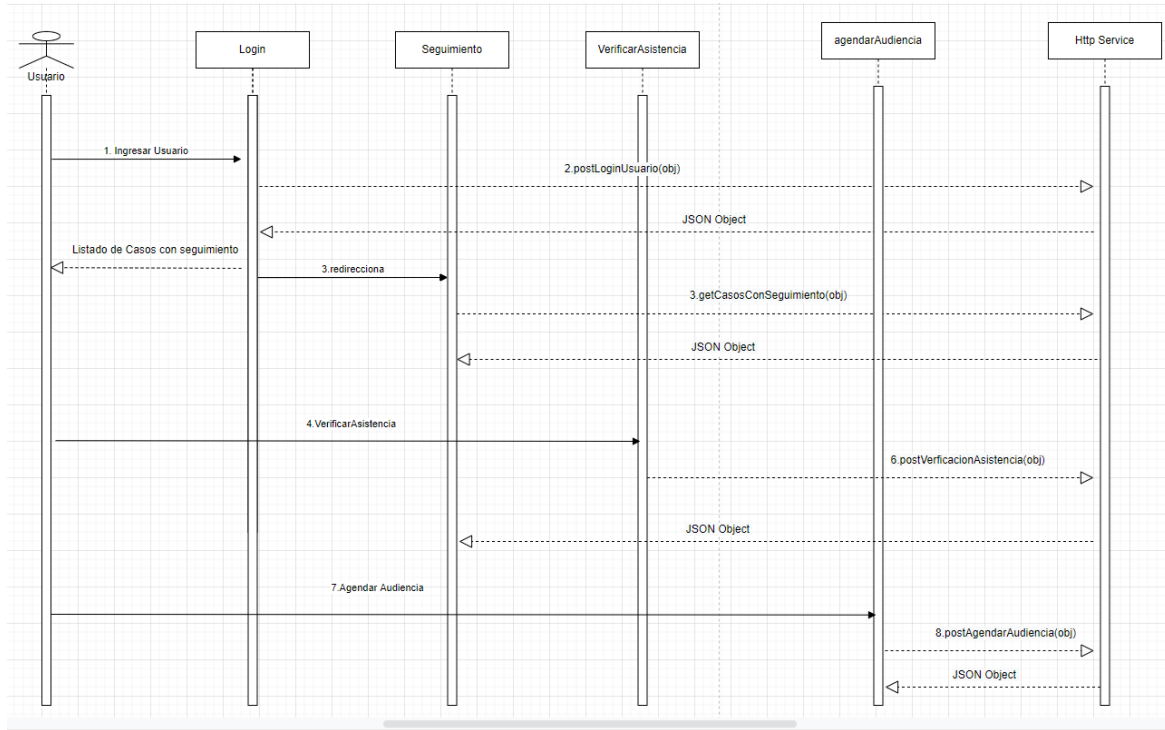 Usuario
Login
Seguimiento
VerificarAsistencia
agendarAudiencia
Http Service
1. Ingresar Usuario
2.postLoginUsuario(obj)
JSON Object
Listado de Casos con seguimiento
3.redirecciona
3.getCasosConSeguimiento(obj)
JSON Object
4.VerificarAsistencia
6.postVerficacionAsistencia(obj)
JSON Object
7.Agendar Audiencia
8.postAgendarAudiencia(obj)
JSON Object